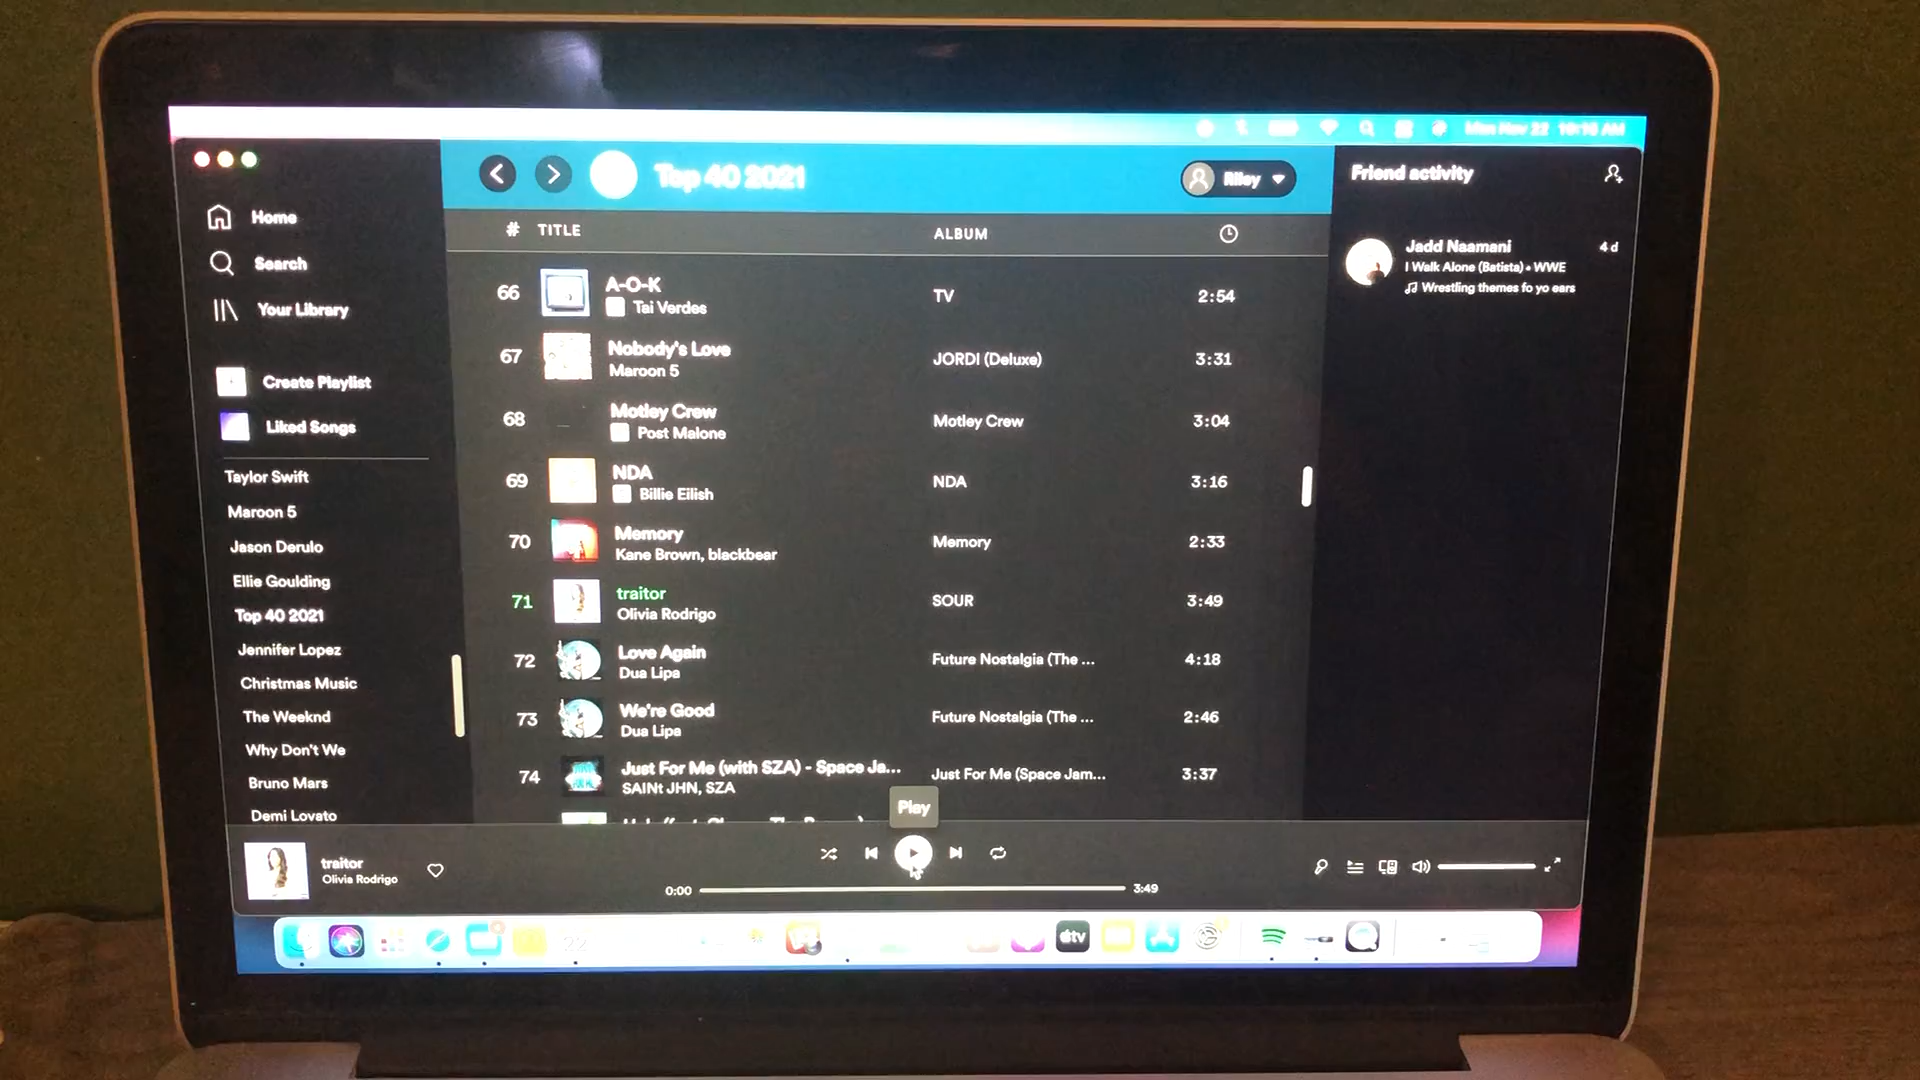 Mon Nov 22 10:16 AM
Home
Search
Your Library
Create Playlist
Liked Songs
Taylor Swift
Maroon 5
Jason Derulo
Ellie Goulding
Top 40 2021
Jennifer Lopez
Christmas Music
The Weeknd
Why Don't We
Bruno Mars
Demi Lovato
Top 40 2021
Riley
# TITLE ALBUM
66 A-O-K TV 2:54
Tai Verdes
67 Nobody's Love JORDI (Deluxe) 3:31
Maroon 5
68 Motley Crew Motley Crew 3:04
Post Malone
69 NDA NDA 3:16
Billie Eilish
70 Memory Memory 2:33
Kane Brown, blackbear
71 traitor SOUR 3:49
Olivia Rodrigo
72 Love Again Future Nostalgia (The ... 4:18
Dua Lipa
73 We're Good Future Nostalgia (The ... 2:46
Dua Lipa
74 Just For Me (with SZA) - Space Ja... Just For Me (Space Jam... 3:37
SAINt JHN, SZA
Play
Friend activity
Jadd Naamani 4 d
I Walk Alone (Batista) • WWE
Wrestling themes fo yo ears
traitor
Olivia Rodrigo
0:00 3:49
22
tv